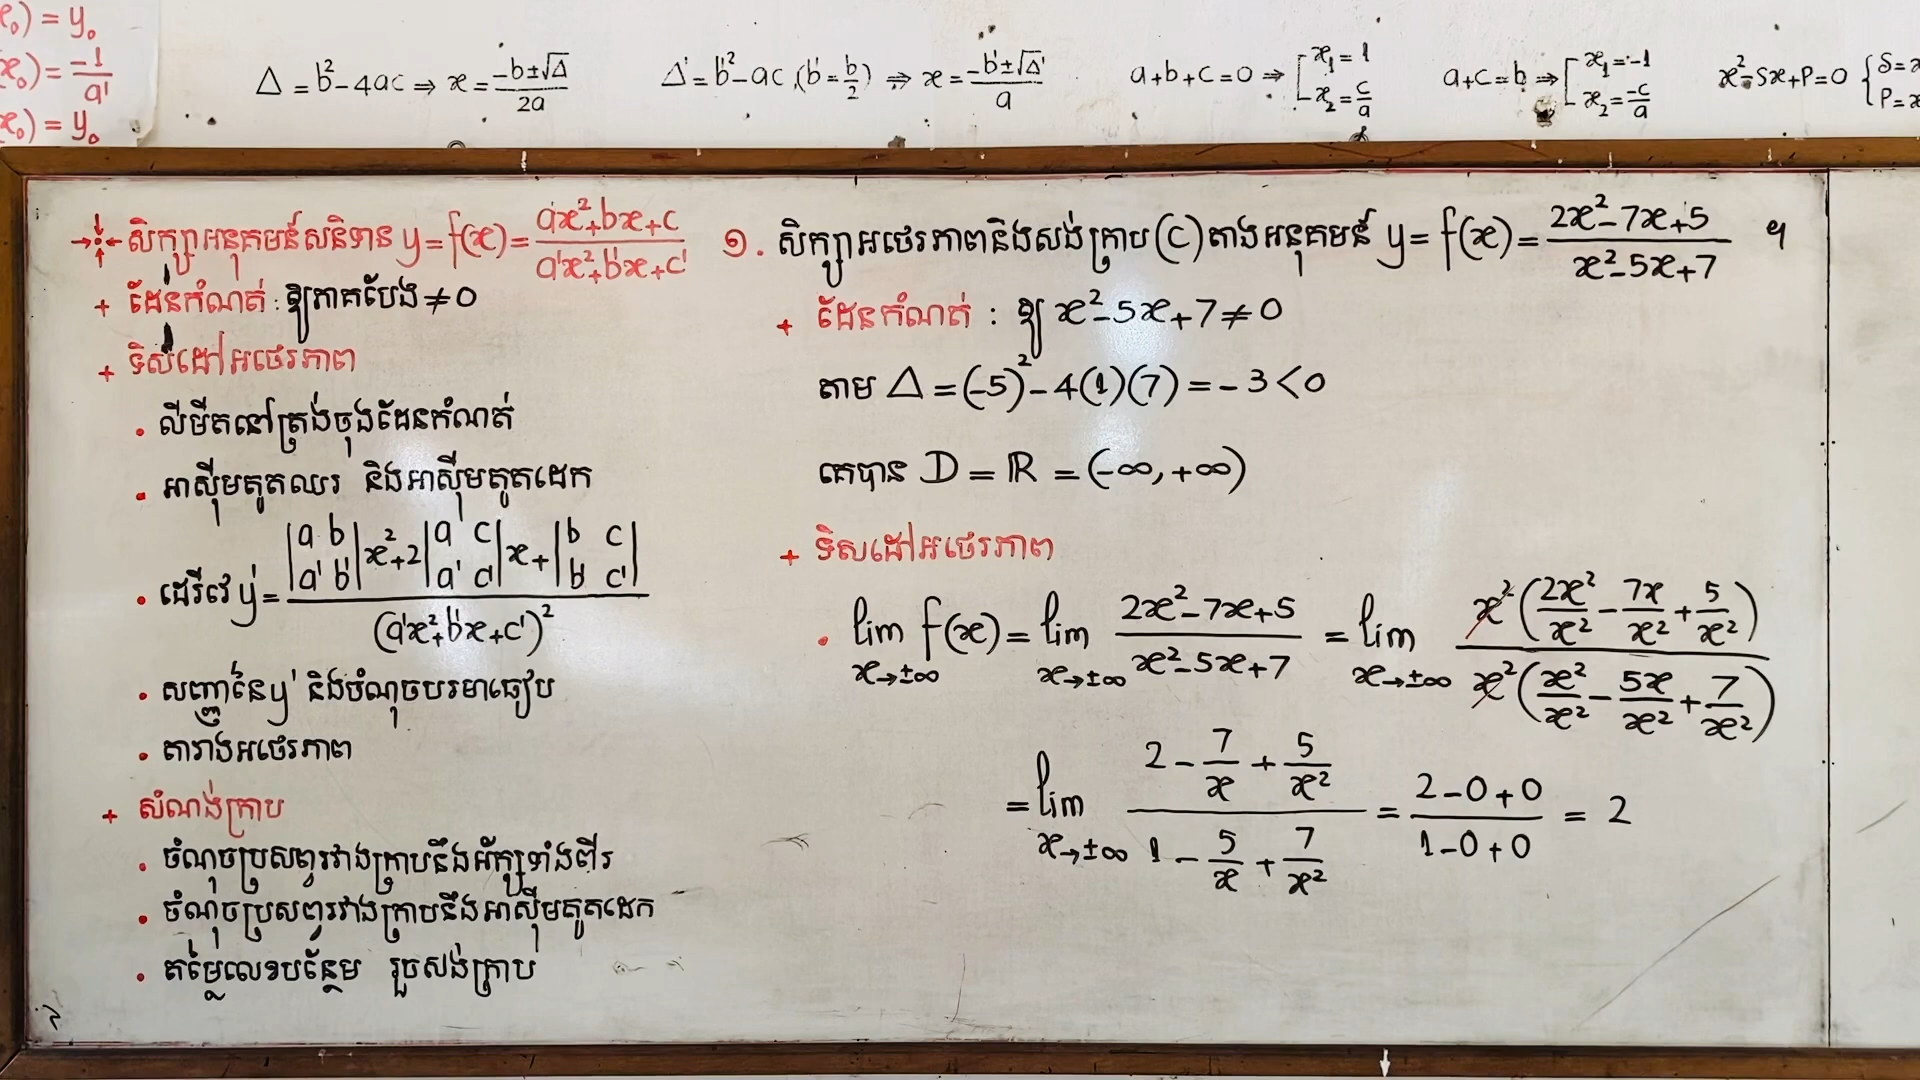 x₀) = y₀
x₀) = -1/a'
x₀) = y₀
Δ = b² - 4ac ⇒ x = (-b±√Δ)/2a
Δ' = b'² - ac, (b' = b/2) ⇒ x = (-b'±√Δ')/a
a+b+c=0 ⇒ [x₁=1, x₂=c/a
a+c=b ⇒ [x₁=-1, x₂=-c/a
x²-Sx+P=0 {S=x, P=x
សិក្សាអនុគមន៍សនិទាន y = f(x) = (ax²+bx+c)/(a'x²+b'x+c')
+ ដែនកំណត់ : ឱ្យភាគបែង ≠ 0
+ ទិសដៅអថេរភាព
• លីមីតនៅត្រង់ចុងដែនកំណត់
• អាស៊ីមតូតឈរ និងអាស៊ីមតូតដេក
• ដេរីវេ y' = (|a b; a' b'|x² + 2|a c; a' c'|x + |b c; b' c'|)/(a'x²+b'x+c')²
• សញ្ញានៃ y' និងចំណុចបរមាធៀប
• តារាងអថេរភាព
+ សំណង់ក្រាប
• ចំណុចប្រសព្វរវាងក្រាបនឹងអ័ក្សទាំងពីរ
• ចំណុចប្រសព្វរវាងក្រាបនឹងអាស៊ីមតូតដេក
• តម្លៃលេខបន្ថែម រួចសង់ក្រាប
១. សិក្សាអថេរភាពនិងសង់ក្រាប (C) តាងអនុគមន៍ y = f(x) = (2x²-7x+5)/(x²-5x+7) ។
+ ដែនកំណត់ : ឱ្យ x²-5x+7 ≠ 0
តាម Δ = (-5)² - 4(1)(7) = -3 < 0
គេបាន D = ℝ = (-∞, +∞)
+ ទិសដៅអថេរភាព
• lim x→±∞ f(x) = lim x→±∞ (2x²-7x+5)/(x²-5x+7) = lim x→±∞ x²(2x²/x² - 7x/x² + 5/x²)/x²(x²/x² - 5x/x² + 7/x²)
= lim x→±∞ (2 - 7/x + 5/x²)/(1 - 5/x + 7/x²) = (2-0+0)/(1-0+0) = 2